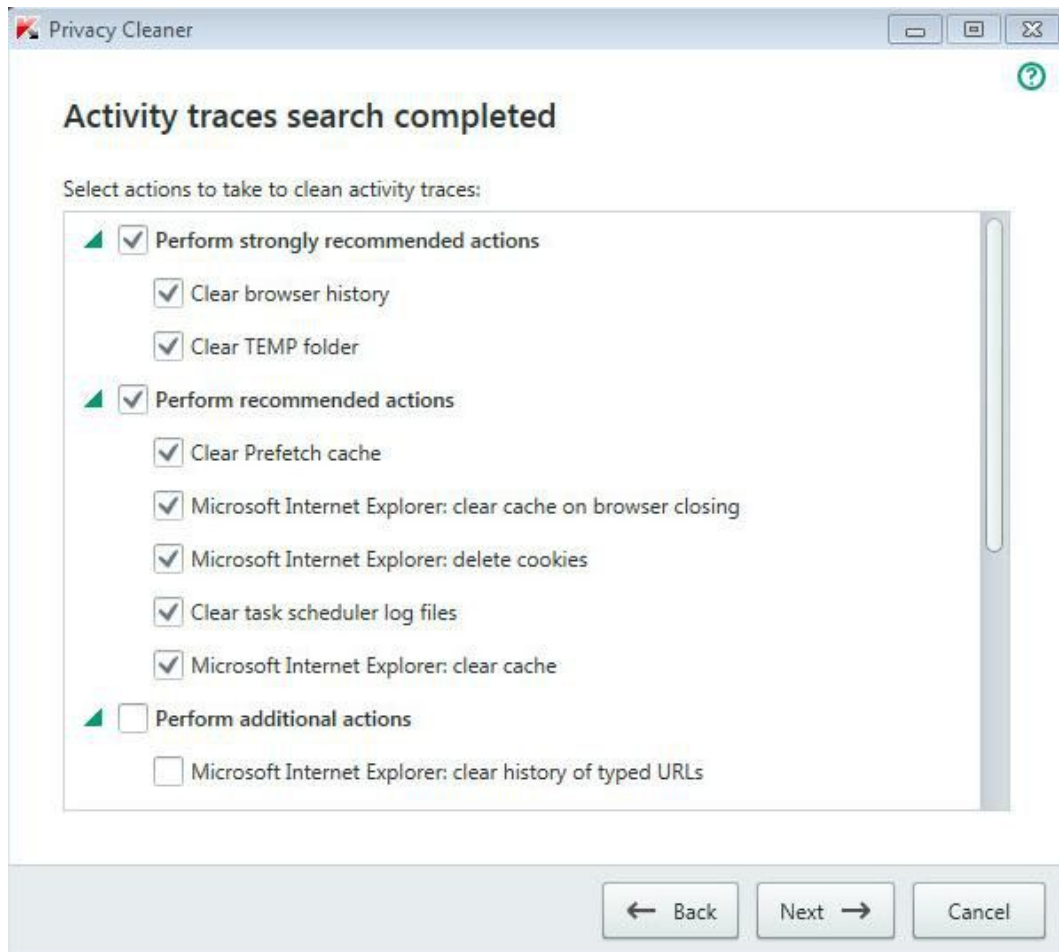 Privacy Cleaner
Activity traces search completed
Select actions to take to clean activity traces:
Perform strongly recommended actions
Clear browser history
Clear TEMP folder
Perform recommended actions
Clear Prefetch cache
Microsoft Internet Explorer: clear cache on browser closing
Microsoft Internet Explorer: delete cookies
Clear task scheduler log files
Microsoft Internet Explorer: clear cache
Perform additional actions
Microsoft Internet Explorer: clear history of typed URLs
Back Next Cancel